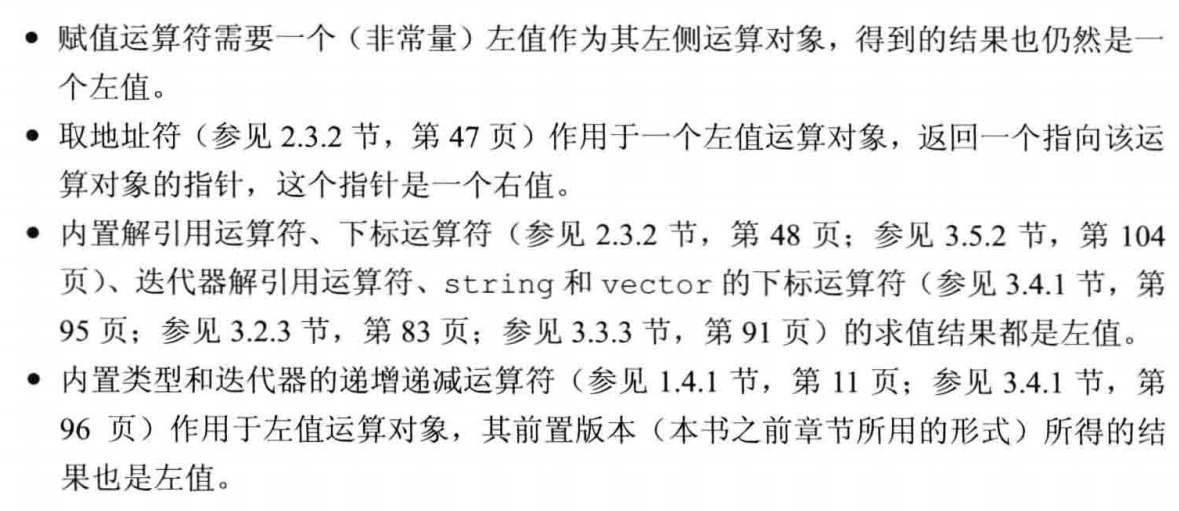 • 赋值运算符需要一个（非常量）左值作为其左侧运算对象，得到的结果也仍然是一
个左值。
• 取地址符（参见 2.3.2 节，第 47 页）作用于一个左值运算对象，返回一个指向该运
算对象的指针，这个指针是一个右值。
• 内置解引用运算符、下标运算符（参见 2.3.2 节，第 48 页；参见 3.5.2 节，第 104
页）、迭代器解引用运算符、string 和 vector 的下标运算符（参见 3.4.1 节，第
95 页；参见 3.2.3 节，第 83 页；参见 3.3.3 节，第 91 页）的求值结果都是左值。
• 内置类型和迭代器的递增递减运算符（参见 1.4.1 节，第 11 页；参见 3.4.1 节，第
96 页）作用于左值运算对象，其前置版本（本书之前章节所用的形式）所得的结
果也是左值。